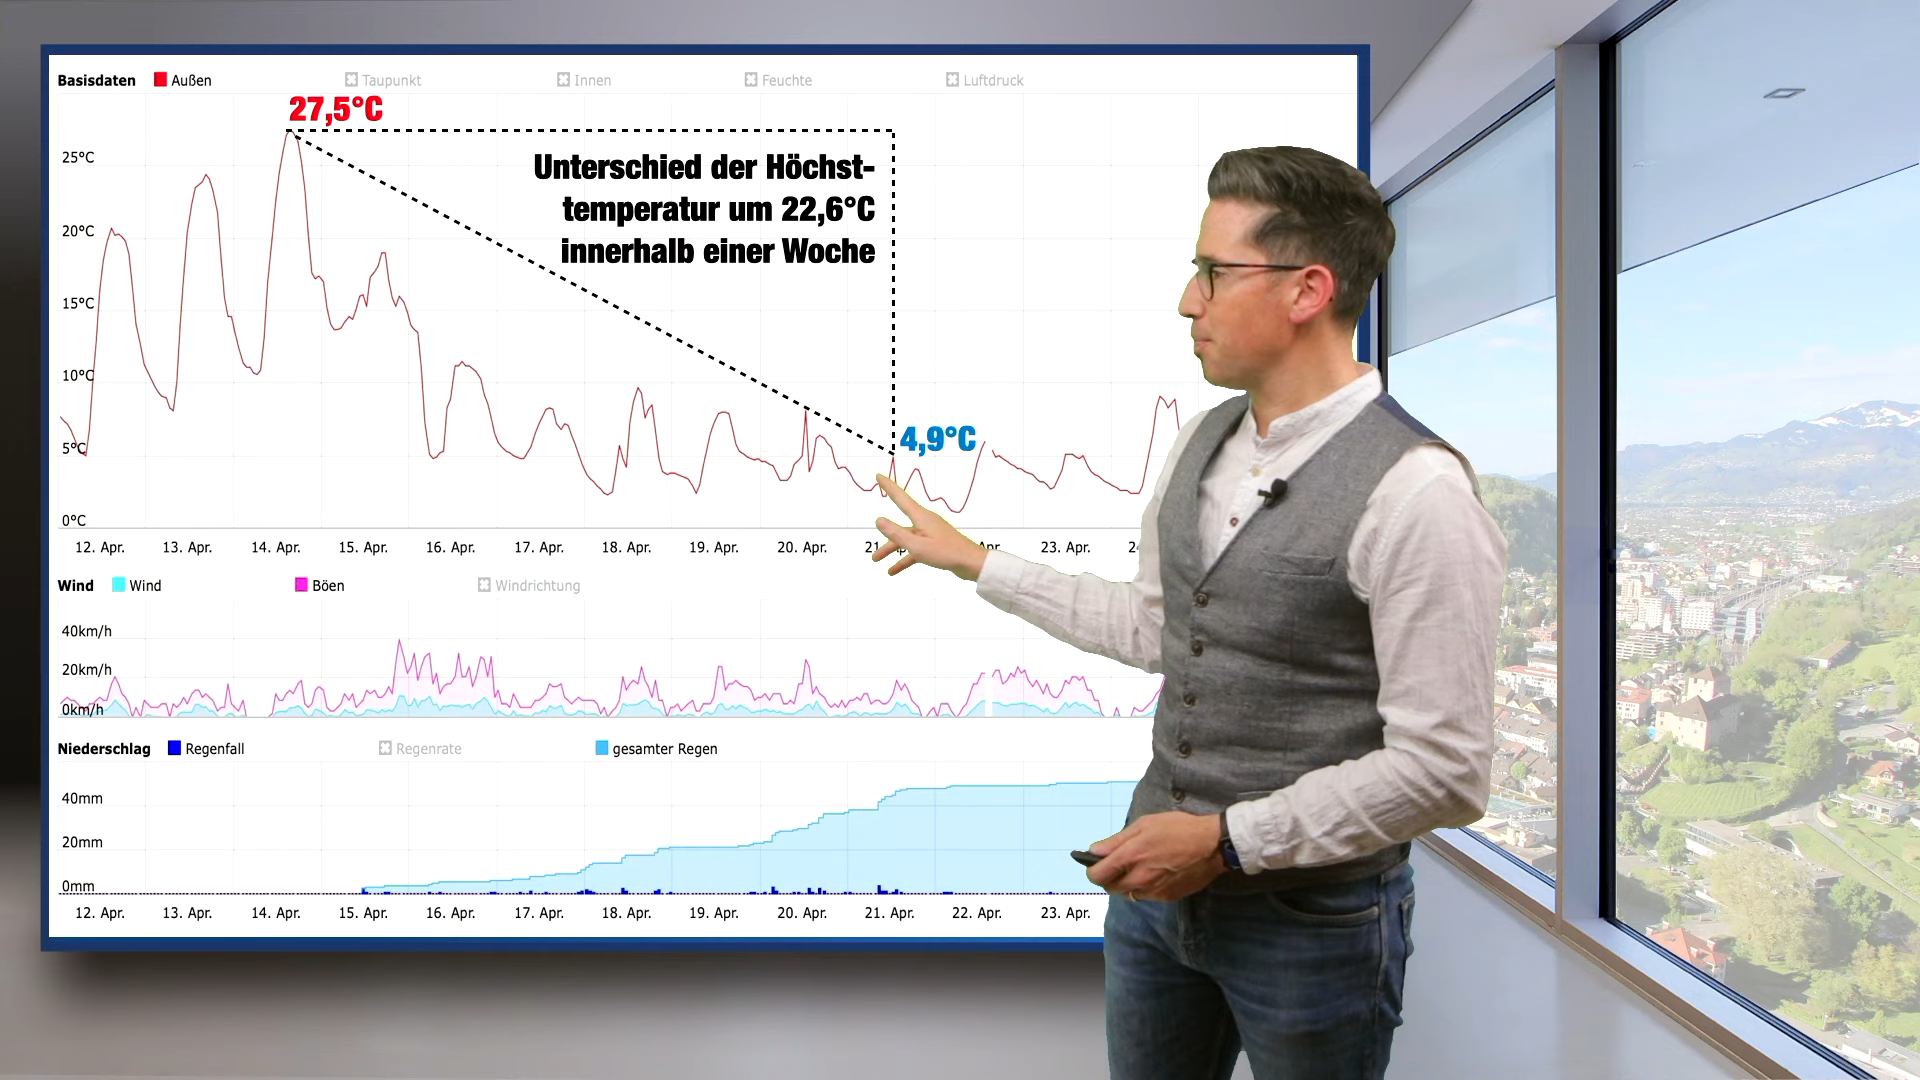 Basisdaten Außen Taupunkt Innen Feuchte Luftdruck
27,5°C
25°C
Unterschied der Höchst-
temperatur um 22,6°C
innerhalb einer Woche
20°C
15°C
10°C
5°C
4,9°C
0°C
12. Apr. 13. Apr. 14. Apr. 15. Apr. 16. Apr. 17. Apr. 18. Apr. 19. Apr. 20. Apr. 23. Apr.
Wind Wind Böen Windrichtung
40km/h
20km/h
0km/h
Niederschlag Regenfall Regenrate gesamter Regen
40mm
20mm
0mm
12. Apr. 13. Apr. 14. Apr. 15. Apr. 16. Apr. 17. Apr. 18. Apr. 19. Apr. 20. Apr. 21. Apr. 22. Apr. 23. Apr.